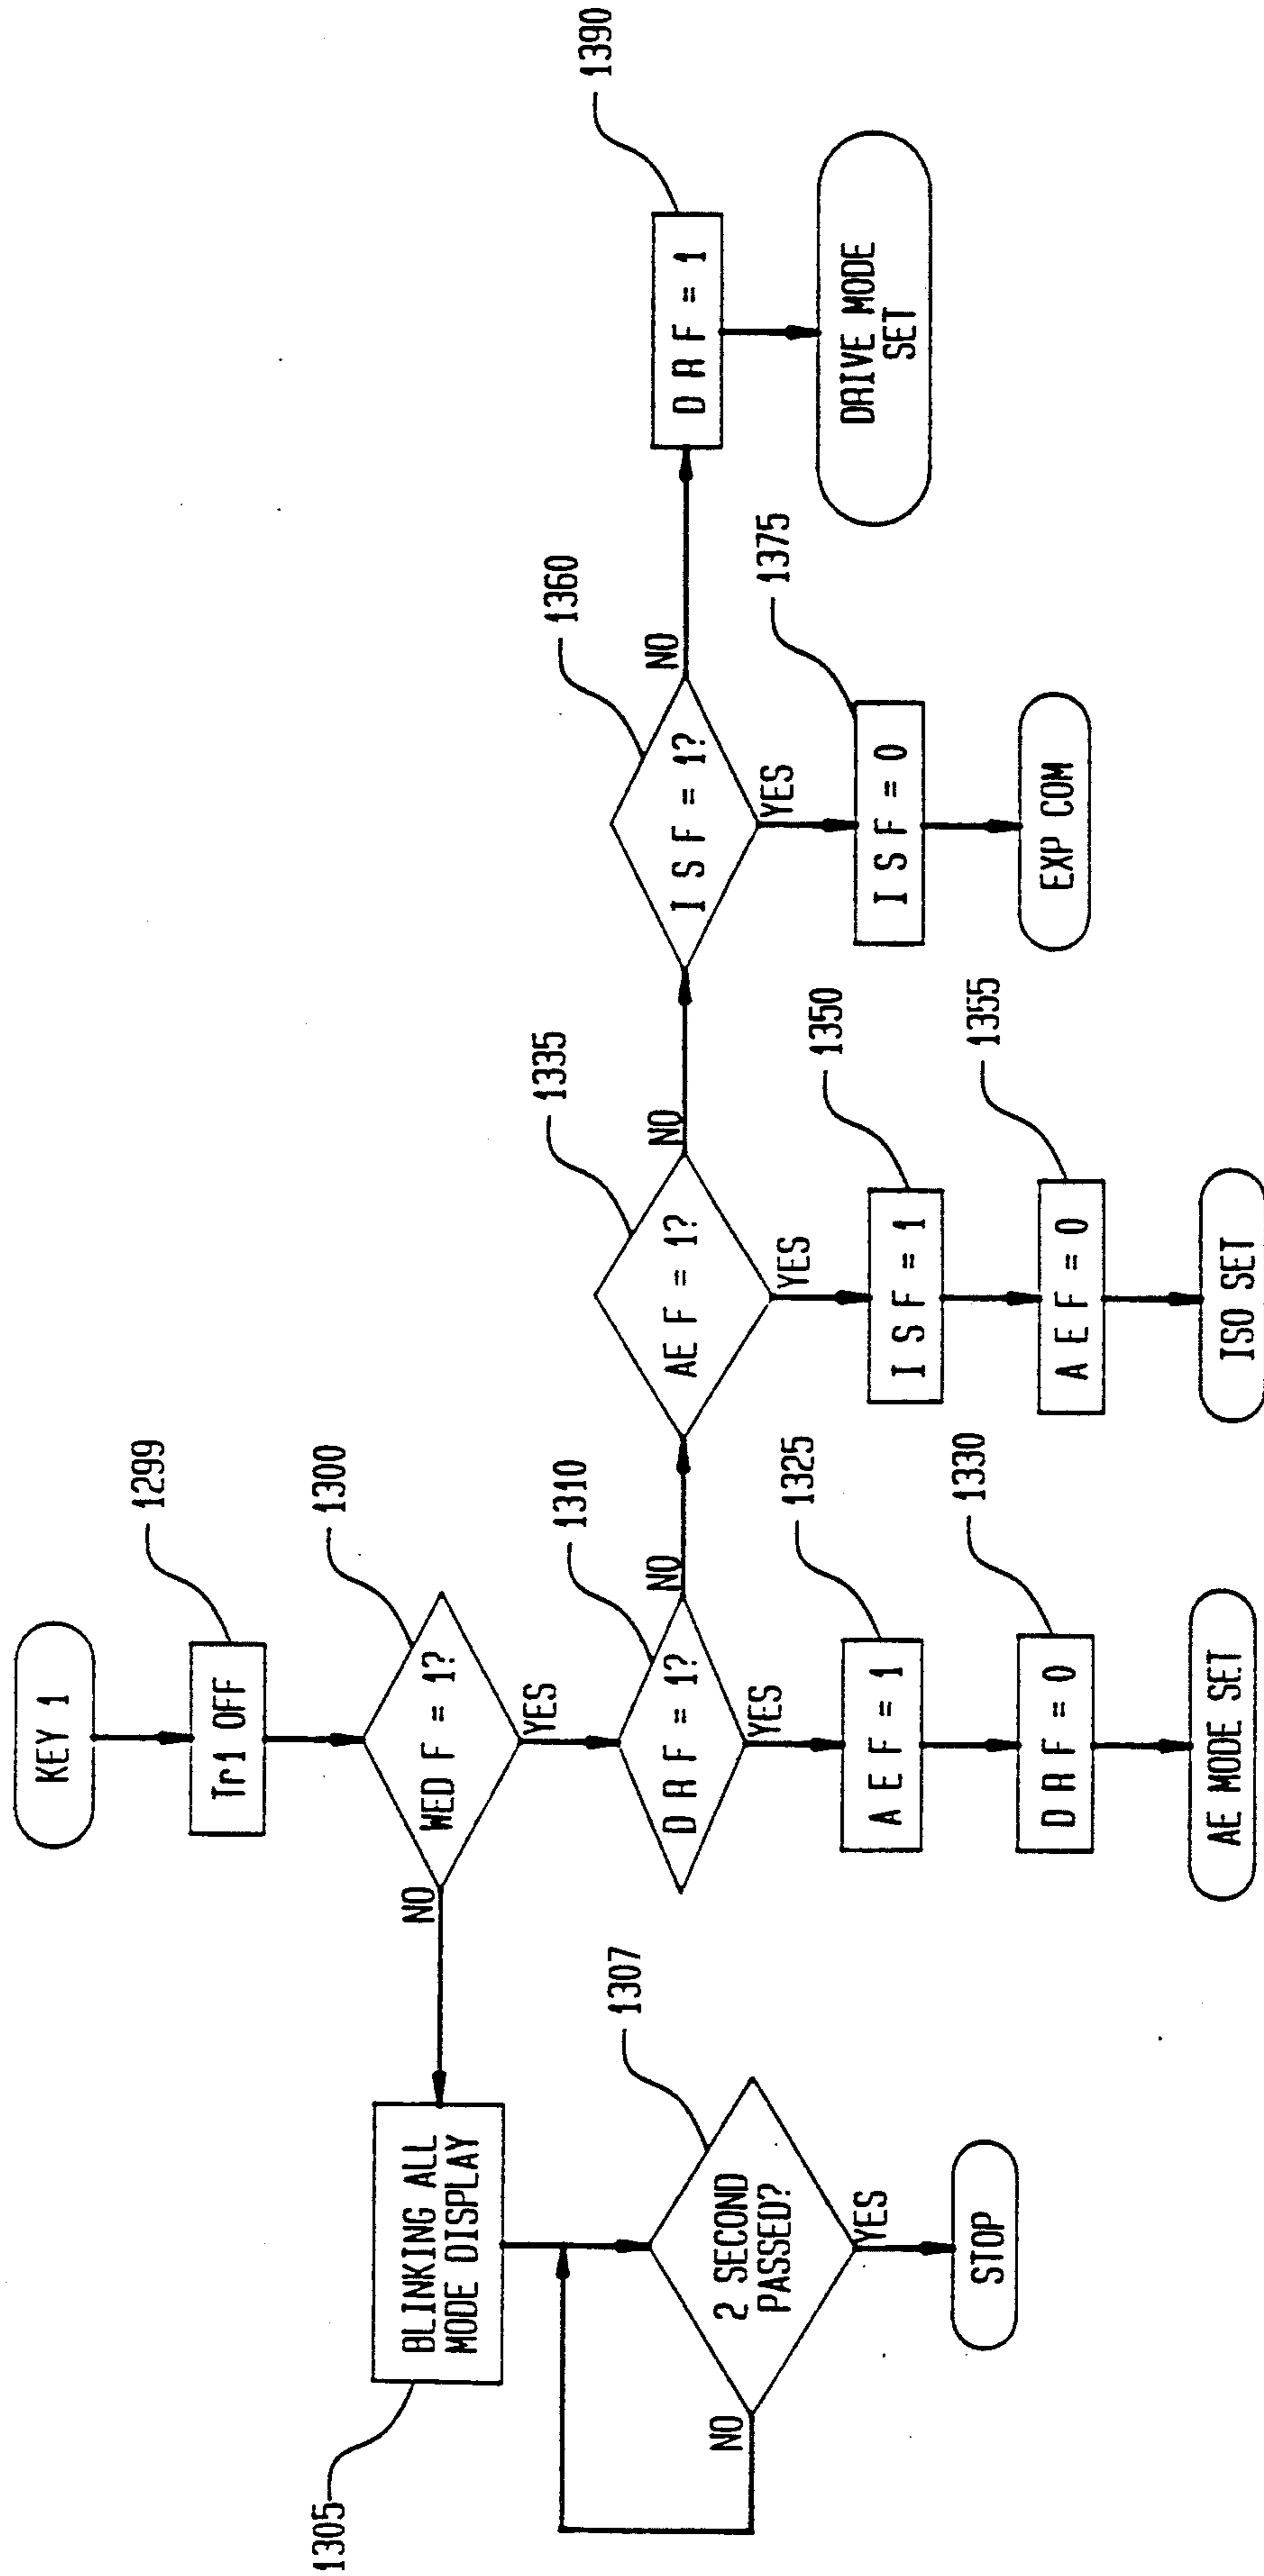 KEY 1
1299
Tr1 OFF
1300
WED F = 1?
NO
YES
1305
BLINKING ALL
MODE DISPLAY
1307
2 SECOND
PASSED?
NO
YES
STOP
1310
D R F = 1?
NO
YES
1325
A E F = 1
1330
D R F = 0
AE MODE SET
1335
AE F = 1?
NO
YES
1350
I S F = 1
1355
A E F = 0
ISO SET
1360
I S F = 1?
NO
YES
1375
I S F = 0
EXP COM
1390
D R F = 1
DRIVE MODE
SET